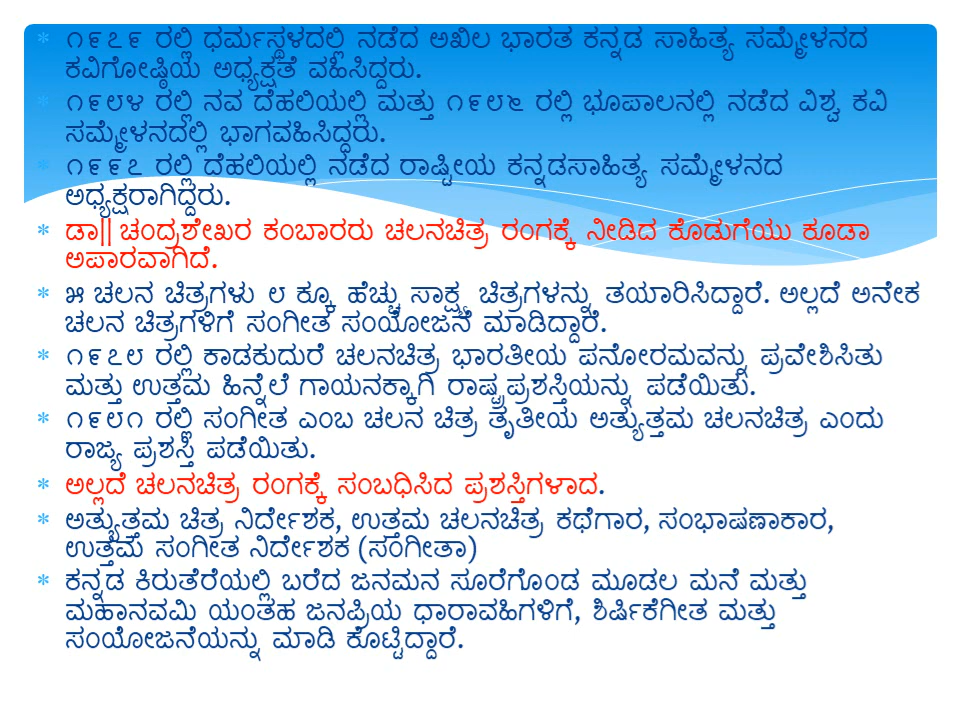 * ೧೯೭೯ ರಲ್ಲಿ ಧರ್ಮಸ್ಥಳದಲ್ಲಿ ನಡೆದ ಅಖಿಲ ಭಾರತ ಕನ್ನಡ ಸಾಹಿತ್ಯ ಸಮ್ಮೇಳನದ
ಕವಿಗೋಷ್ಠಿಯ ಅಧ್ಯಕ್ಷತೆ ವಹಿಸಿದ್ದರು.
* ೧೯೮೪ ರಲ್ಲಿ ನವ ದೆಹಲಿಯಲ್ಲಿ ಮತ್ತು ೧೯೮೬ ರಲ್ಲಿ ಭೂಪಾಲನಲ್ಲಿ ನಡೆದ ವಿಶ್ವ ಕವಿ
ಸಮ್ಮೇಳನದಲ್ಲಿ ಭಾಗವಹಿಸಿದ್ಧರು.
* ೧೯೯೭ ರಲ್ಲಿ ದೆಹಲಿಯಲ್ಲಿ ನಡೆದ ರಾಷ್ಟೀಯ ಕನ್ನಡಸಾಹಿತ್ಯ ಸಮ್ಮೇಳನದ
ಅಧ್ಯಕ್ಷರಾಗಿದ್ದರು.
* ಡಾ|| ಚಂದ್ರಶೇಖರ ಕಂಬಾರರು ಚಲನಚಿತ್ರ ರಂಗಕ್ಕೆ ನೀಡಿದ ಕೊಡುಗೆಯು ಕೂಡಾ
ಅಪಾರವಾಗಿದೆ.
* ೫ ಚಲನ ಚಿತ್ರಗಳು ೮ ಕ್ಕೂ ಹೆಚ್ಚು ಸಾಕ್ಷ್ಯ ಚಿತ್ರಗಳನ್ನು ತಯಾರಿಸಿದ್ದಾರೆ. ಅಲ್ಲದೆ ಅನೇಕ
ಚಲನ ಚಿತ್ರಗಳಿಗೆ ಸಂಗೀತ ಸಂಯೋಜನೆ ಮಾಡಿದ್ದಾರೆ.
* ೧೯೭೮ ರಲ್ಲಿ ಕಾಡಕುದುರೆ ಚಲನಚಿತ್ರ ಭಾರತೀಯ ಪನೋರಮವನ್ನು ಪ್ರವೇಶಿಸಿತು
ಮತ್ತು ಉತ್ತಮ ಹಿನ್ನೆಲೆ ಗಾಯನಕ್ಕಾಗಿ ರಾಷ್ಟ್ರಪ್ರಶಸ್ತಿಯನ್ನು ಪಡೆಯಿತು.
* ೧೯೮೧ ರಲ್ಲಿ ಸಂಗೀತ ಎಂಬ ಚಲನ ಚಿತ್ರ ತೃತೀಯ ಅತ್ಯುತ್ತಮ ಚಲನಚಿತ್ರ ಎಂದು
ರಾಜ್ಯ ಪ್ರಶಸ್ತಿ ಪಡೆಯಿತು.
* ಅಲ್ಲದೆ ಚಲನಚಿತ್ರ ರಂಗಕ್ಕೆ ಸಂಬಧಿಸಿದ ಪ್ರಶಸ್ತಿಗಳಾದ.
* ಅತ್ಯುತ್ತಮ ಚಿತ್ರ ನಿರ್ದೇಶಕ, ಉತ್ತಮ ಚಲನಚಿತ್ರ ಕಥೆಗಾರ, ಸಂಭಾಷಣಾಕಾರ,
ಉತ್ತಮ ಸಂಗೀತ ನಿರ್ದೇಶಕ (ಸಂಗೀತಾ)
* ಕನ್ನಡ ಕಿರುತೆರೆಯಲ್ಲಿ ಬರೆದ ಜನಮನ ಸೂರೆಗೊಂಡ ಮೂಡಲ ಮನೆ ಮತ್ತು
ಮಹಾನವಮಿ ಯಂತಹ ಜನಪ್ರಿಯ ಧಾರಾವಹಿಗಳಿಗೆ, ಶಿರ್ಷಿಕೆಗೀತ ಮತ್ತು
ಸಂಯೋಜನೆಯನ್ನು ಮಾಡಿ ಕೊಟ್ಟಿದ್ದಾರೆ.